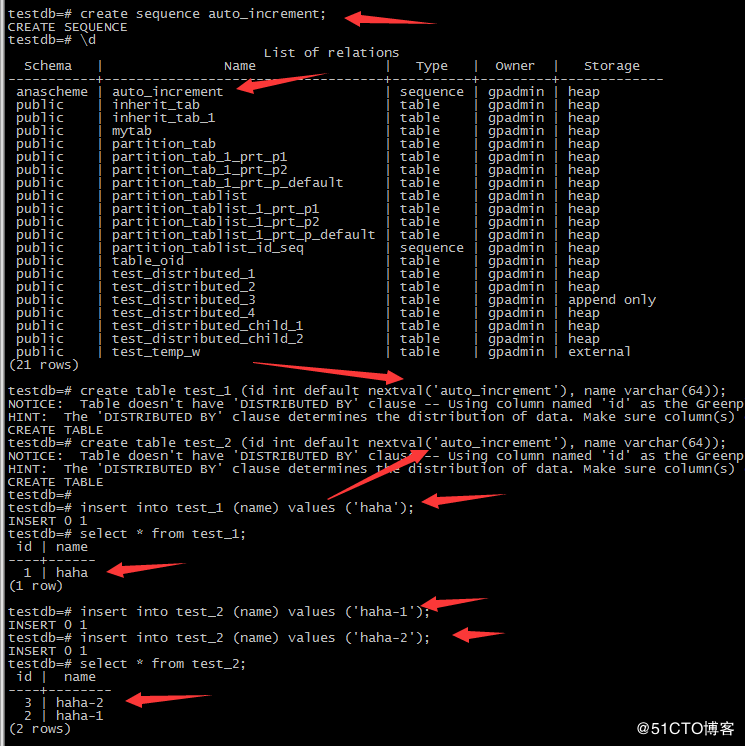 testdb=# create sequence auto_increment;
CREATE SEQUENCE
testdb=# \d
List of relations
Schema | Name | Type | Owner | Storage
-----------+-----------------------------------+----------+---------+-------------
anascheme | auto_increment | sequence | gpadmin | heap
public | inherit_tab | table | gpadmin | heap
public | inherit_tab_1 | table | gpadmin | heap
public | mytab | table | gpadmin | heap
public | partition_tab | table | gpadmin | heap
public | partition_tab_1_prt_p1 | table | gpadmin | heap
public | partition_tab_1_prt_p2 | table | gpadmin | heap
public | partition_tab_1_prt_p_default | table | gpadmin | heap
public | partition_tablist | table | gpadmin | heap
public | partition_tablist_1_prt_p1 | table | gpadmin | heap
public | partition_tablist_1_prt_p2 | table | gpadmin | heap
public | partition_tablist_1_prt_p_default | table | gpadmin | heap
public | partition_tablist_id_seq | sequence | gpadmin | heap
public | table_oid | table | gpadmin | heap
public | test_distributed_1 | table | gpadmin | heap
public | test_distributed_2 | table | gpadmin | heap
public | test_distributed_3 | table | gpadmin | append only
public | test_distributed_4 | table | gpadmin | heap
public | test_distributed_child_1 | table | gpadmin | heap
public | test_distributed_child_2 | table | gpadmin | heap
public | test_temp_w | table | gpadmin | external
(21 rows)
testdb=# create table test_1 (id int default nextval('auto_increment'), name varchar(64));
NOTICE: Table doesn't have 'DISTRIBUTED BY' clause -- Using column named 'id' as the Greenp
HINT: The 'DISTRIBUTED BY' clause determines the distribution of data. Make sure column(s)
CREATE TABLE
testdb=# create table test_2 (id int default nextval('auto_increment'), name varchar(64));
NOTICE: Table doesn't have 'DISTRIBUTED BY' clause -- Using column named 'id' as the Greenp
HINT: The 'DISTRIBUTED BY' clause determines the distribution of data. Make sure column(s)
CREATE TABLE
testdb=#
testdb=# insert into test_1 (name) values ('haha');
INSERT 0 1
testdb=# select * from test_1;
id | name
----+------
1 | haha
(1 row)
testdb=# insert into test_2 (name) values ('haha-1');
INSERT 0 1
testdb=# insert into test_2 (name) values ('haha-2');
INSERT 0 1
testdb=# select * from test_2;
id | name
----+--------
3 | haha-2
2 | haha-1
(2 rows)
@51CTO博客